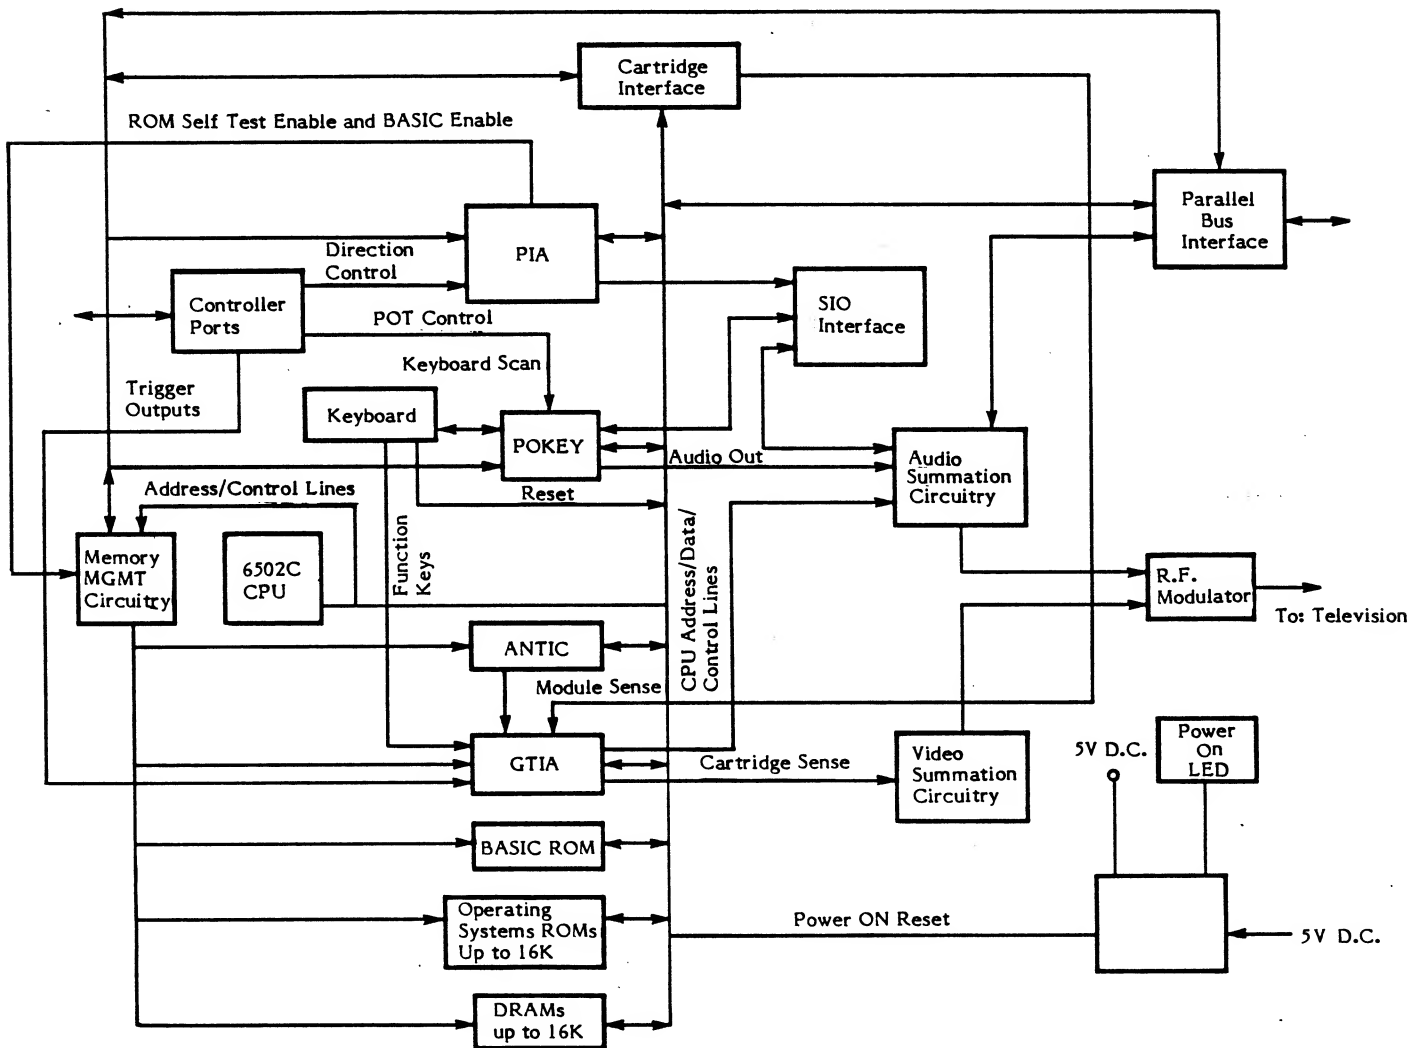 Cartridge
Interface
ROM Self Test Enable and BASIC Enable
Parallel
Bus
Interface
PIA
Direction
Control
Controller
Ports
SIO
Interface
POT Control
Keyboard Scan
Trigger
Outputs
Keyboard
POKEY
Audio Out
Audio
Summation
Circuitry
Address/Control Lines
Reset
Memory
MGMT
Circuitry
6502C
CPU
Function
Keys
CPU Address/Data/
Control Lines
R.F.
Modulator
To: Television
ANTIC
Module Sense
GTIA
Cartridge Sense
Video
Summation
Circuitry
5V D.C.
Power
On
LED
BASIC ROM
Operating
Systems ROMs
Up to 16K
Power ON Reset
5V D.C.
DRAMs
up to 16K